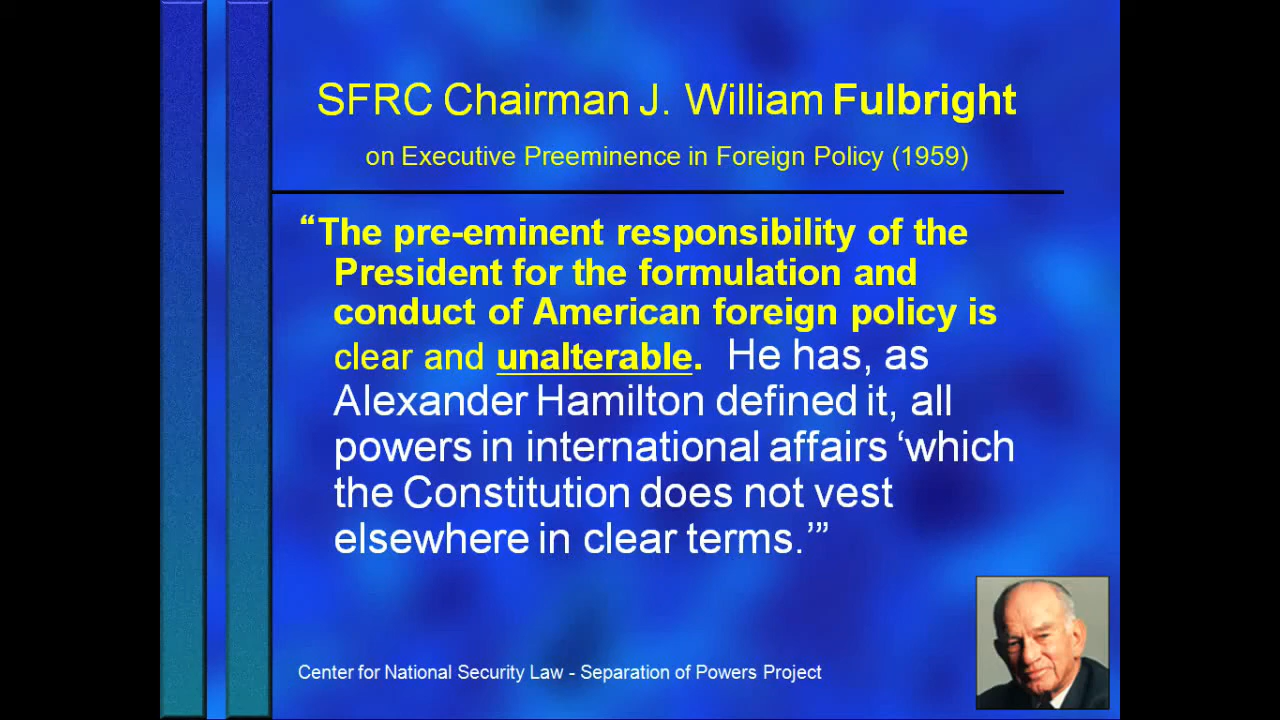 SFRC Chairman J. William Fulbright
on Executive Preeminence in Foreign Policy (1959)
“The pre-eminent responsibility of the
President for the formulation and
conduct of American foreign policy is
clear and unalterable. He has, as
Alexander Hamilton defined it, all
powers in international affairs ‘which
the Constitution does not vest
elsewhere in clear terms.’”
Center for National Security Law - Separation of Powers Project